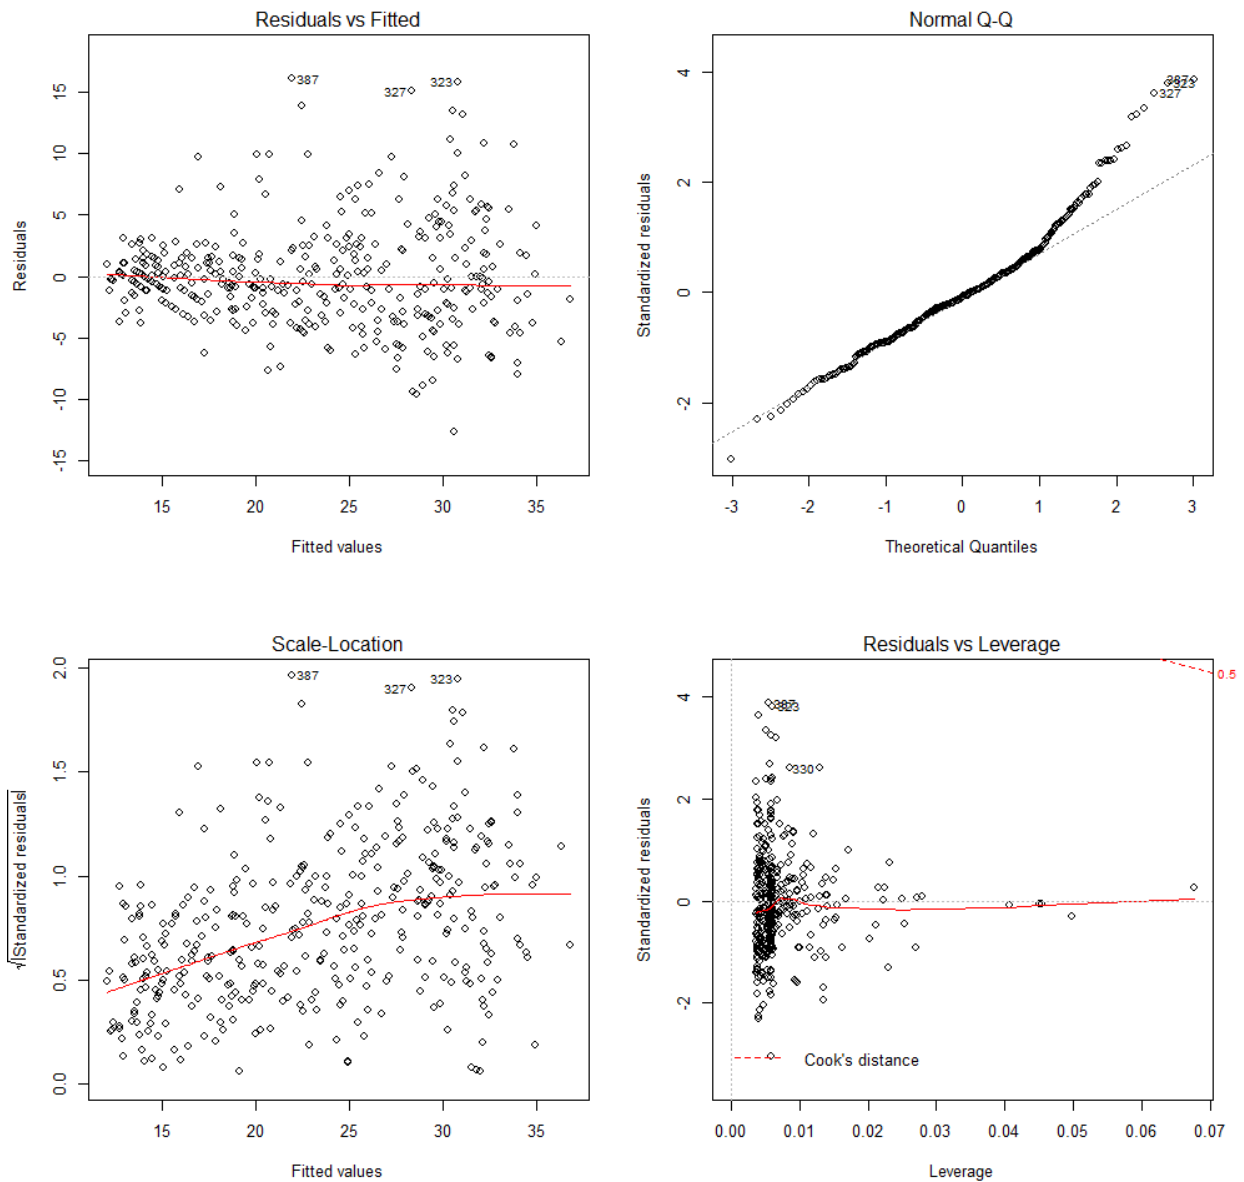 Residuals vs Fitted
Residuals
15
10
5
0
-5
-10
-15
387
327
323
15 20 25 30 35
Fitted values
Normal Q-Q
Standardized residuals
4
2
0
-2
323
327
-3 -2 -1 0 1 2 3
Theoretical Quantiles
Scale-Location
√|Standardized residuals|
2.0
1.5
1.0
0.5
0.0
387
327
323
15 20 25 30 35
Fitted values
Residuals vs Leverage
Standardized residuals
4
2
0
-2
323
330
0.5
Cook's distance
0.00 0.01 0.02 0.03 0.04 0.05 0.06 0.07
Leverage